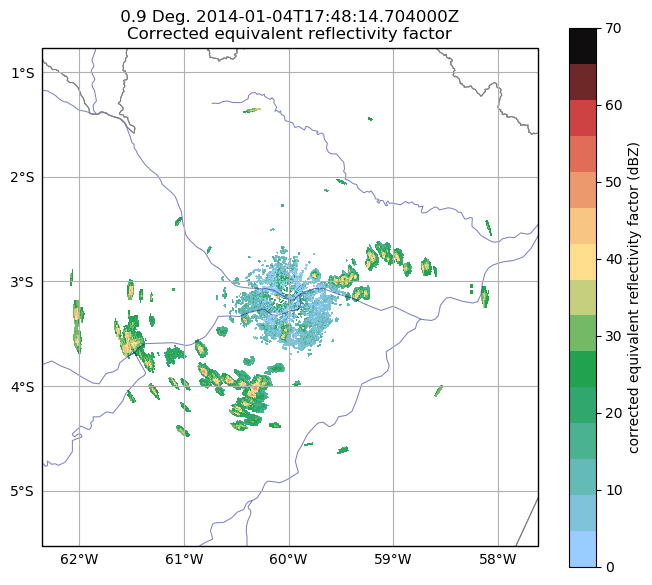 0.9 Deg. 2014-01-04T17:48:14.704000Z
Corrected equivalent reflectivity factor
1°S
2°S
3°S
4°S
5°S
62°W
61°W
60°W
59°W
58°W
70
60
50
40
30
20
10
0
corrected equivalent reflectivity factor (dBZ)